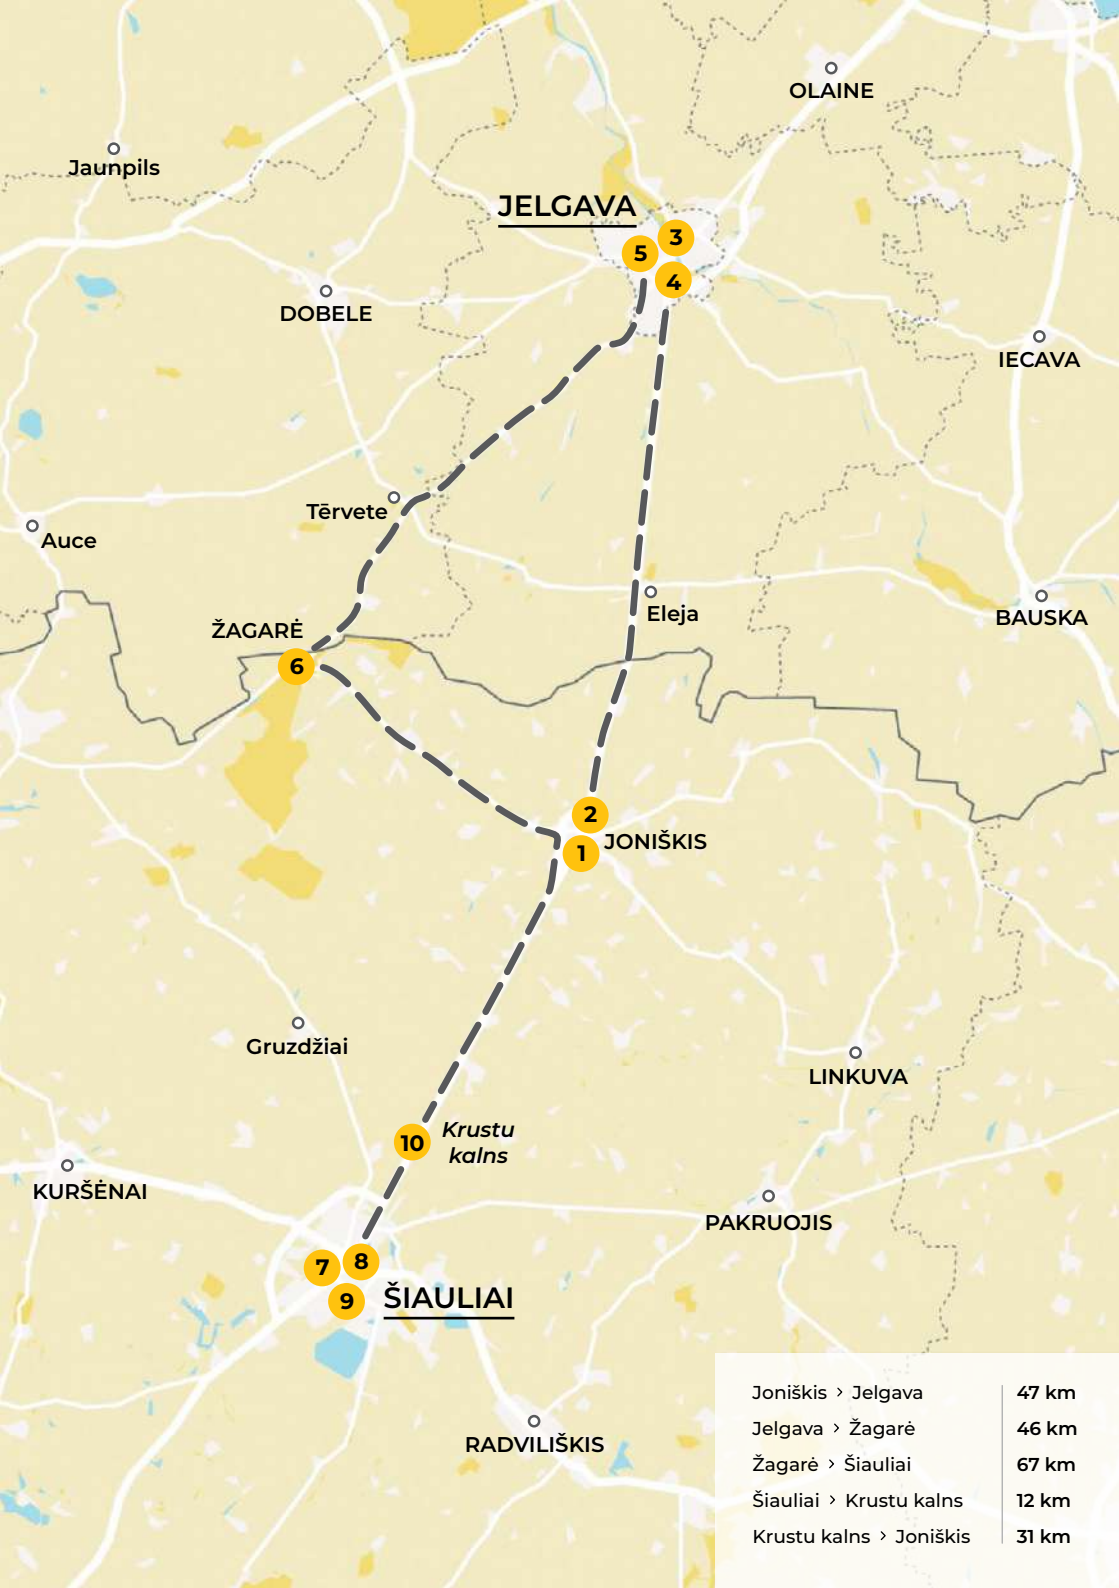 OLAINE
Jaunpils
JELGAVA
3
5
4
DOBELE
IECAVA
Tērvete
Auce
Eleja
BAUSKA
ŽAGARĖ
6
2
JONIŠKIS
1
Gruzdžiai
LINKUVA
10
Krustu
kalns
KURŠĖNAI
PAKRUOJIS
7
8
9
ŠIAULIAI
RADVILIŠKIS
Joniškis › Jelgava 47 km
Jelgava › Žagarė 46 km
Žagarė › Šiauliai 67 km
Šiauliai › Krustu kalns 12 km
Krustu kalns › Joniškis 31 km